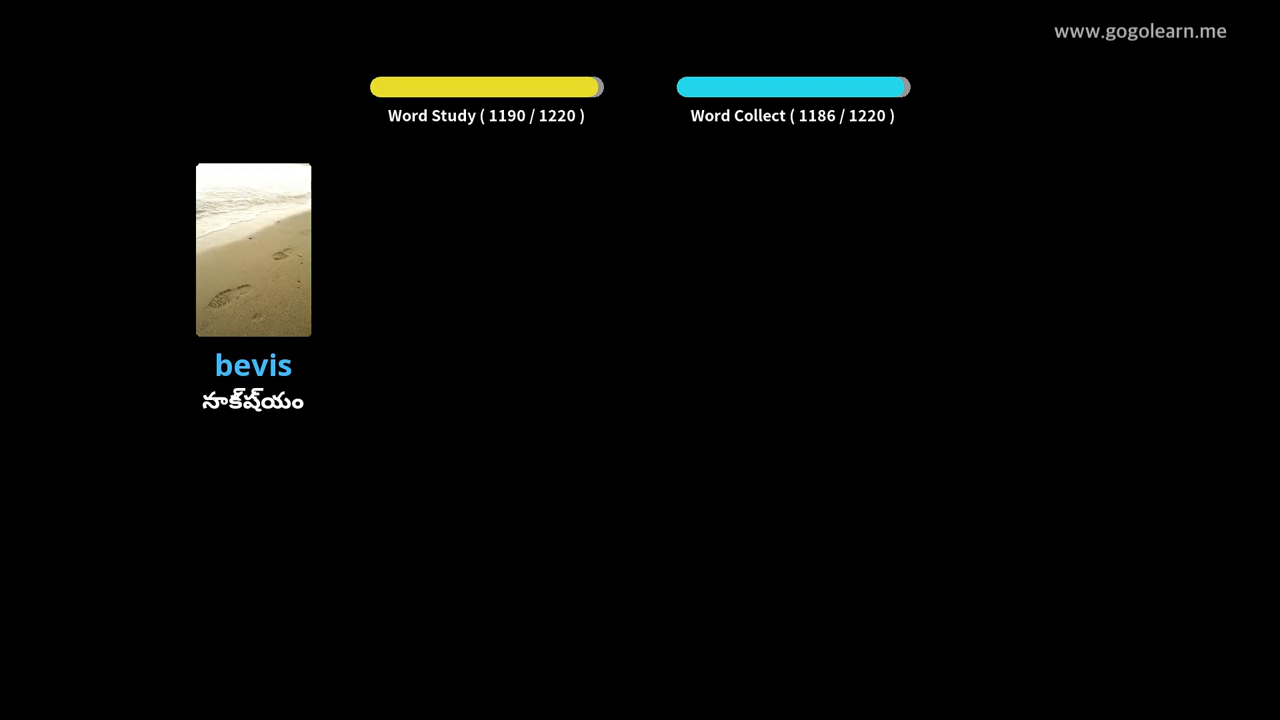 www.gogolearn.me
Word Study ( 1190 / 1220 )
Word Collect ( 1186 / 1220 )
bevis
సాక్ష్యం